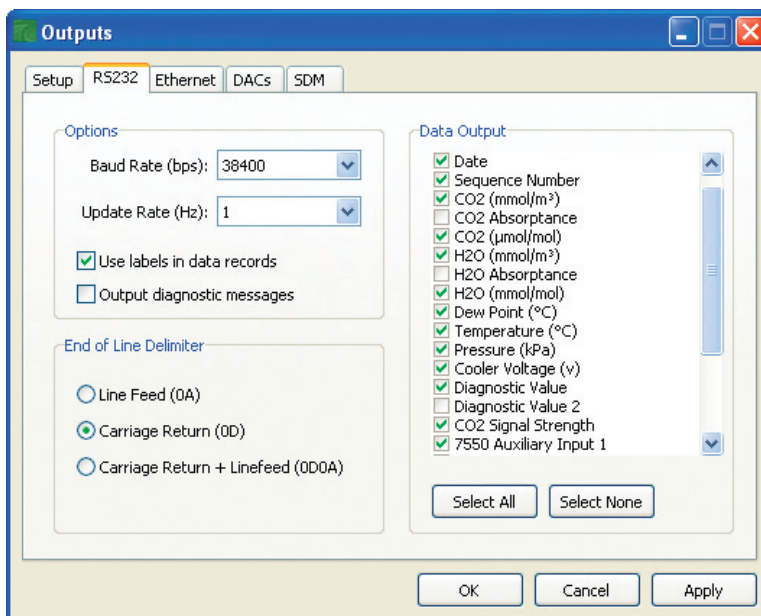 Outputs
Setup RS232 Ethernet DACs SDM
Options
Baud Rate (bps): 38400
Update Rate (Hz): 1
Use labels in data records
Output diagnostic messages
End of Line Delimiter
Line Feed (0A)
Carriage Return (0D)
Carriage Return + Linefeed (0D0A)
Data Output
Date
Sequence Number
CO2 (mmol/m³)
CO2 Absorptance
CO2 (µmol/mol)
H2O (mmol/m³)
H2O Absorptance
H2O (mmol/mol)
Dew Point (°C)
Temperature (°C)
Pressure (kPa)
Cooler Voltage (v)
Diagnostic Value
Diagnostic Value 2
CO2 Signal Strength
7550 Auxiliary Input 1
Select All Select None
OK Cancel Apply